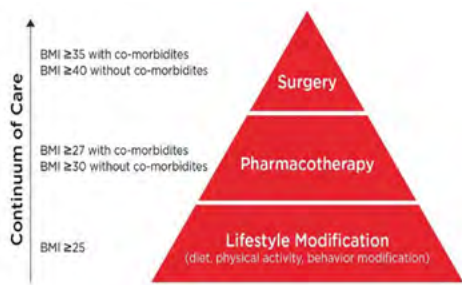 Continuum of Care
BMI ≥35 with co-morbidites
BMI ≥40 without co-morbidites
Surgery
BMI ≥27 with co-morbidites
BMI ≥30 without co-morbidites
Pharmacotherapy
BMI ≥25
Lifestyle Modification
(diet, physical activity, behavior modification)